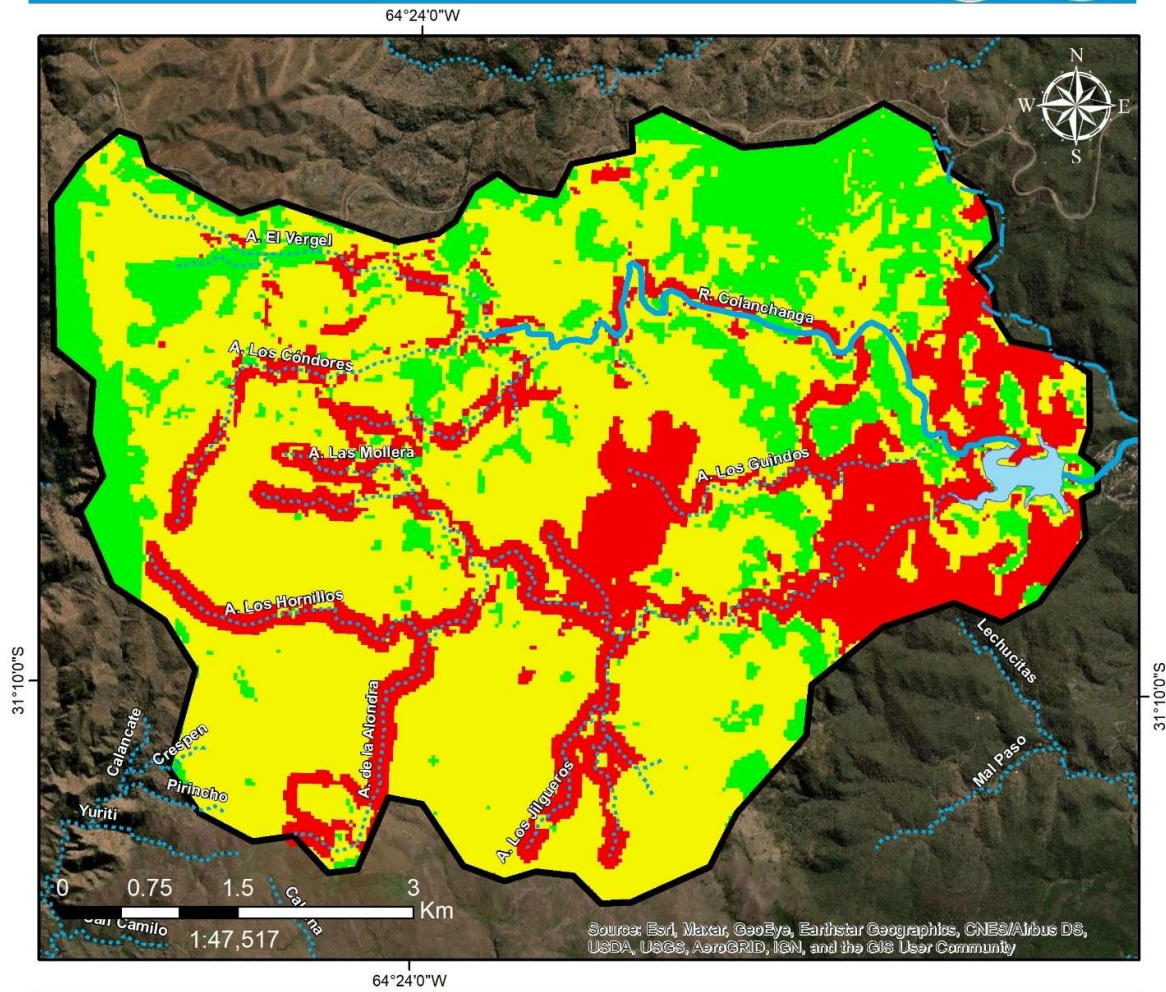 64°24'0"W
N
W E
S
A. El Vergel
R. Colanchanga
A. Los Cóndores
A. Las Mollera
A. Los Guindos
A. Los Hornillos
31°10'0"S
31°10'0"S
Lechucitas
A. de la Alondra
Calancate
Crespen
Mal Paso
Pirincho
A. Los Jilgueros
Yuriti
0 0.75 1.5 3
Km
San Camilo
1:47,517
Source: Esri, Maxar, GeoEye, Earthstar Geographics, CNES/Airbus DS,
USDA, USGS, AeroGRID, IGN, and the GIS User Community
64°24'0"W